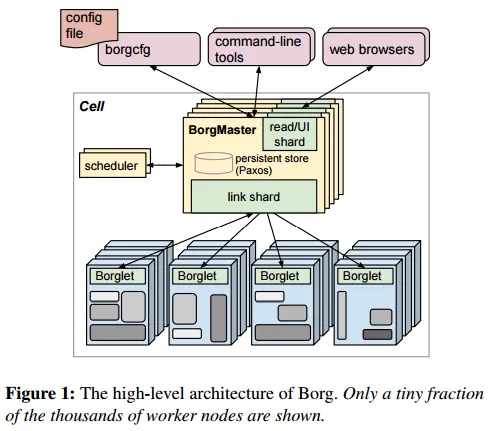 config
file
borgcfg
command-line
tools
web browsers
Cell
BorgMaster
read/UI
shard
persistent store
(Paxos)
scheduler
link shard
Borglet
Borglet
Borglet
Borglet
Figure 1: The high-level architecture of Borg. Only a tiny fraction
of the thousands of worker nodes are shown.